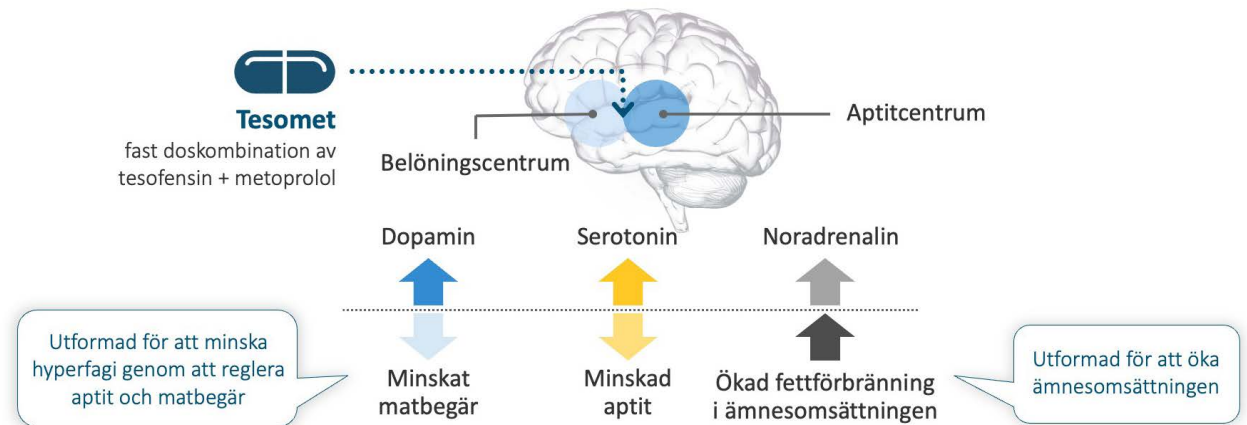 Tesomet
fast doskombination av
tesofensin + metoprolol
Belöningscentrum
Aptitcentrum
Dopamin
Serotonin
Noradrenalin
Utformad för att minska
hyperfagi genom att reglera
aptit och matbegär
Minskat
matbegär
Minskad
aptit
Ökad fettförbränning
i ämnesomsättningen
Utformad för att öka
ämnesomsättningen